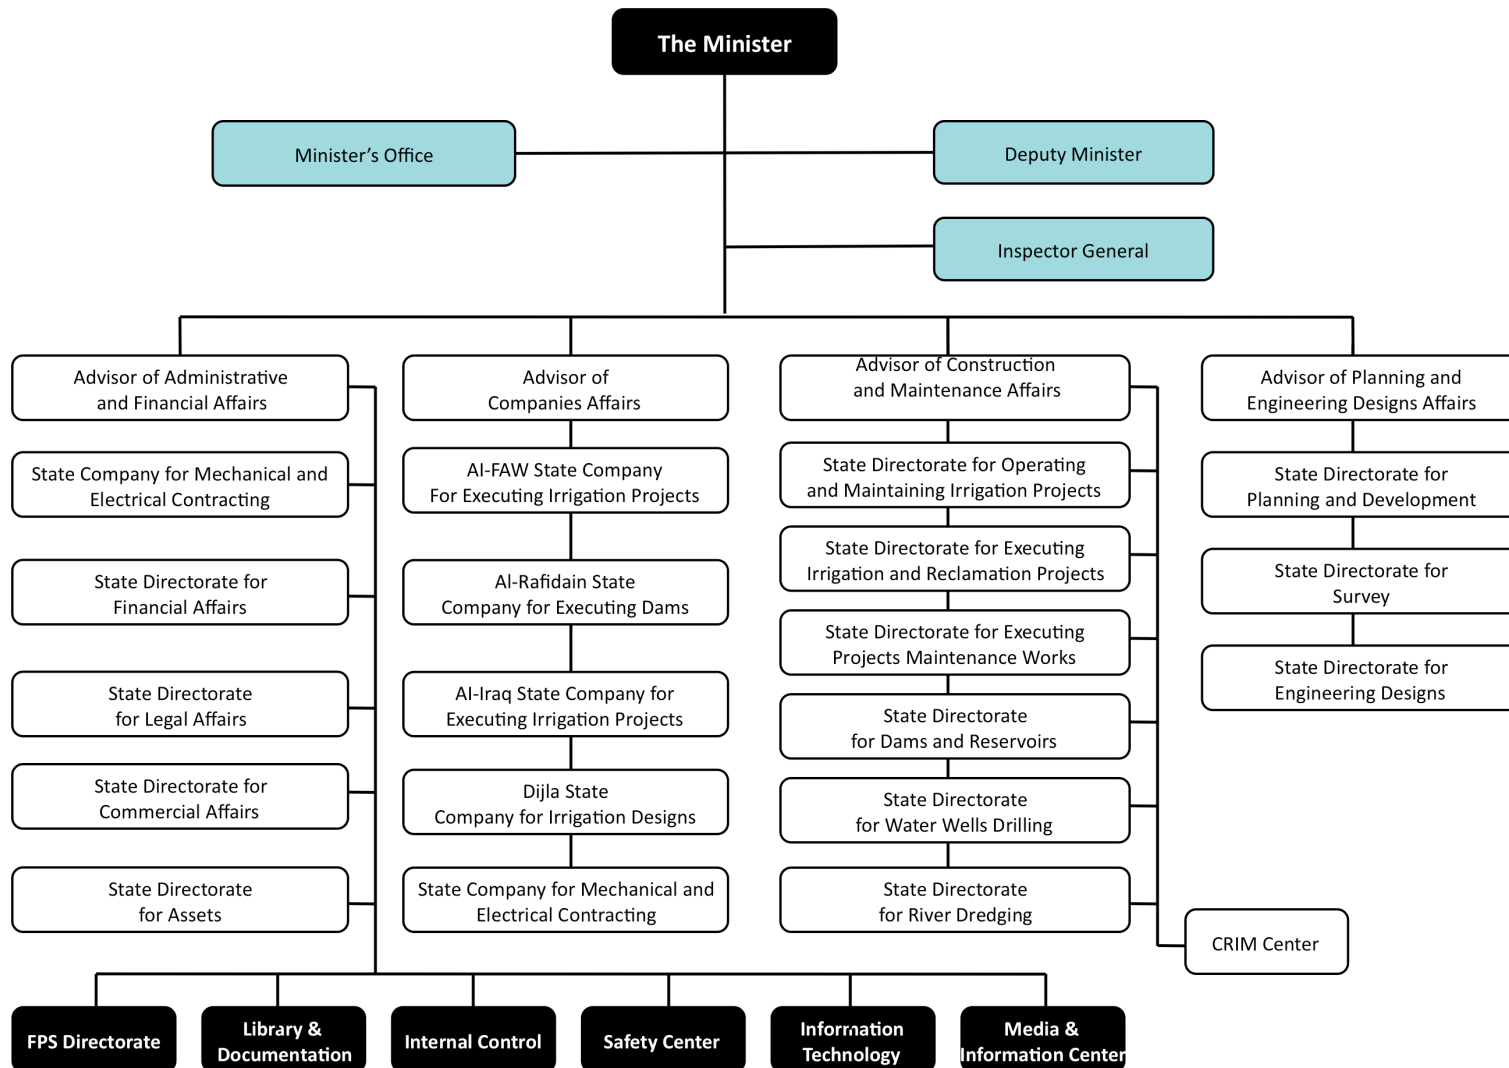 The Minister
Minister’s Office
Deputy Minister
Inspector General
Advisor of Administrative
and Financial Affairs
State Company for Mechanical and
Electrical Contracting
State Directorate for
Financial Affairs
State Directorate
for Legal Affairs
State Directorate for
Commercial Affairs
State Directorate
for Assets
Advisor of
Companies Affairs
AI-FAW State Company
For Executing Irrigation Projects
Al-Rafidain State
Company for Executing Dams
AI-Iraq State Company for
Executing Irrigation Projects
Dijla State
Company for Irrigation Designs
State Company for Mechanical and
Electrical Contracting
Advisor of Construction
and Maintenance Affairs
State Directorate for Operating
and Maintaining Irrigation Projects
State Directorate for Executing
Irrigation and Reclamation Projects
State Directorate for Executing
Projects Maintenance Works
State Directorate
for Dams and Reservoirs
State Directorate
for Water Wells Drilling
State Directorate
for River Dredging
CRIM Center
Advisor of Planning and
Engineering Designs Affairs
State Directorate for
Planning and Development
State Directorate for
Survey
State Directorate for
Engineering Designs
FPS Directorate
Library &
Documentation
Internal Control
Safety Center
Information
Technology
Media &
Information Center